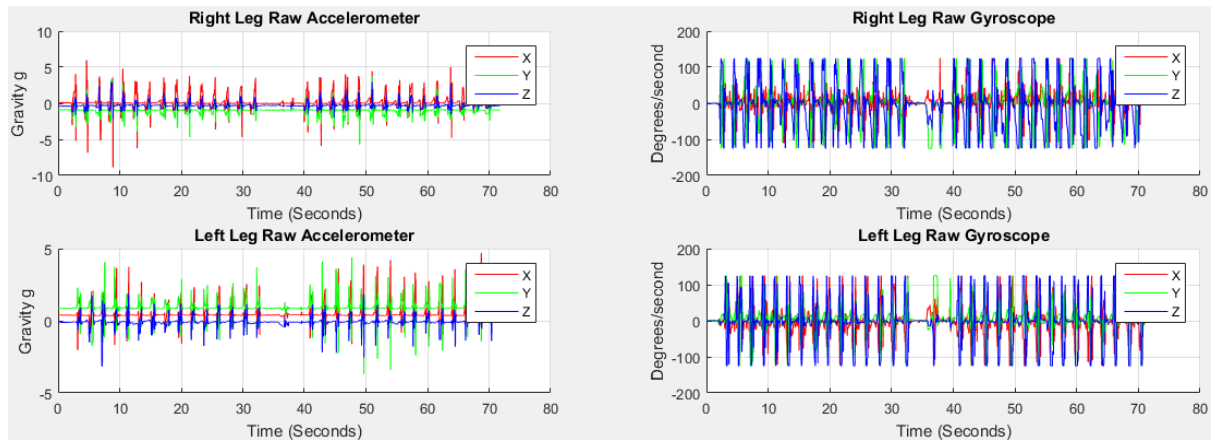 Right Leg Raw Accelerometer
10
5
0
-5
-10
Gravity g
X
Y
Z
0 10 20 30 40 50 60 70 80
Time (Seconds)
Right Leg Raw Gyroscope
200
100
0
-100
-200
Degrees/second
X
Y
Z
0 10 20 30 40 50 60 70 80
Time (Seconds)
Left Leg Raw Accelerometer
5
0
-5
Gravity g
X
Y
Z
0 10 20 30 40 50 60 70 80
Time (Seconds)
Left Leg Raw Gyroscope
200
100
0
-100
-200
Degrees/second
X
Y
Z
0 10 20 30 40 50 60 70 80
Time (Seconds)